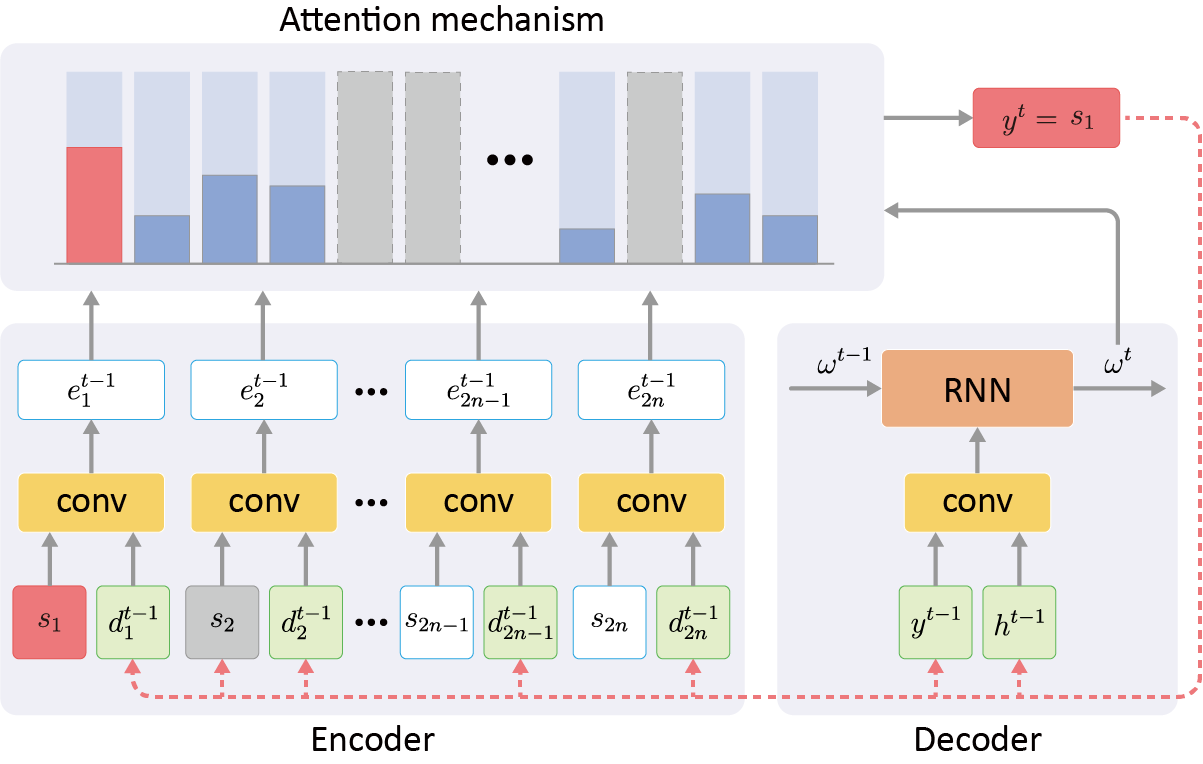 Attention mechanism
y^t = s_1
e_1^{t-1} e_2^{t-1} ••• e_{2n-1}^{t-1} e_{2n}^{t-1}
ω^{t-1} RNN ω^t
conv conv ••• conv conv conv
s_1 d_1^{t-1} s_2 d_2^{t-1} ••• s_{2n-1} d_{2n-1}^{t-1} s_{2n} d_{2n}^{t-1} y^{t-1} h^{t-1}
Encoder Decoder